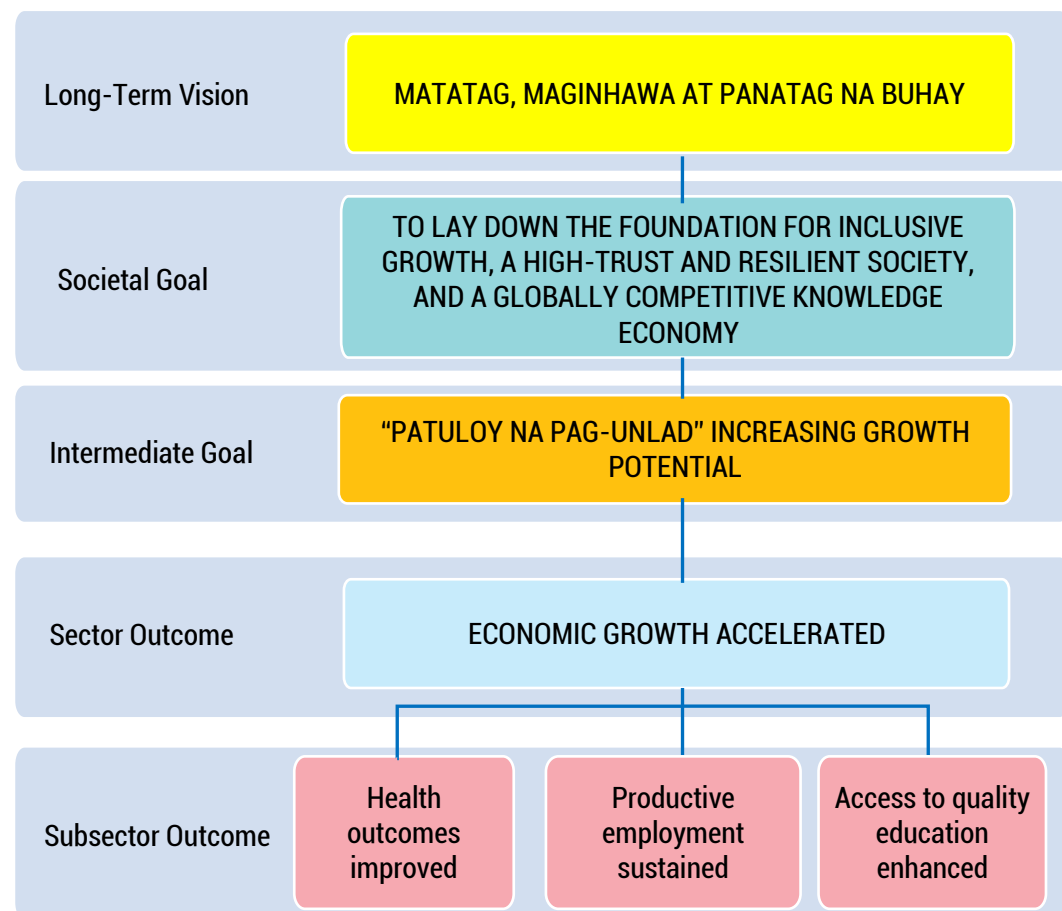 Long-Term Vision
MATATAG, MAGINHAWA AT PANATAG NA BUHAY
Societal Goal
TO LAY DOWN THE FOUNDATION FOR INCLUSIVE
GROWTH, A HIGH-TRUST AND RESILIENT SOCIETY,
AND A GLOBALLY COMPETITIVE KNOWLEDGE
ECONOMY
Intermediate Goal
“PATULOY NA PAG-UNLAD” INCREASING GROWTH
POTENTIAL
Sector Outcome
ECONOMIC GROWTH ACCELERATED
Subsector Outcome
Health
outcomes
improved
Productive
employment
sustained
Access to quality
education
enhanced